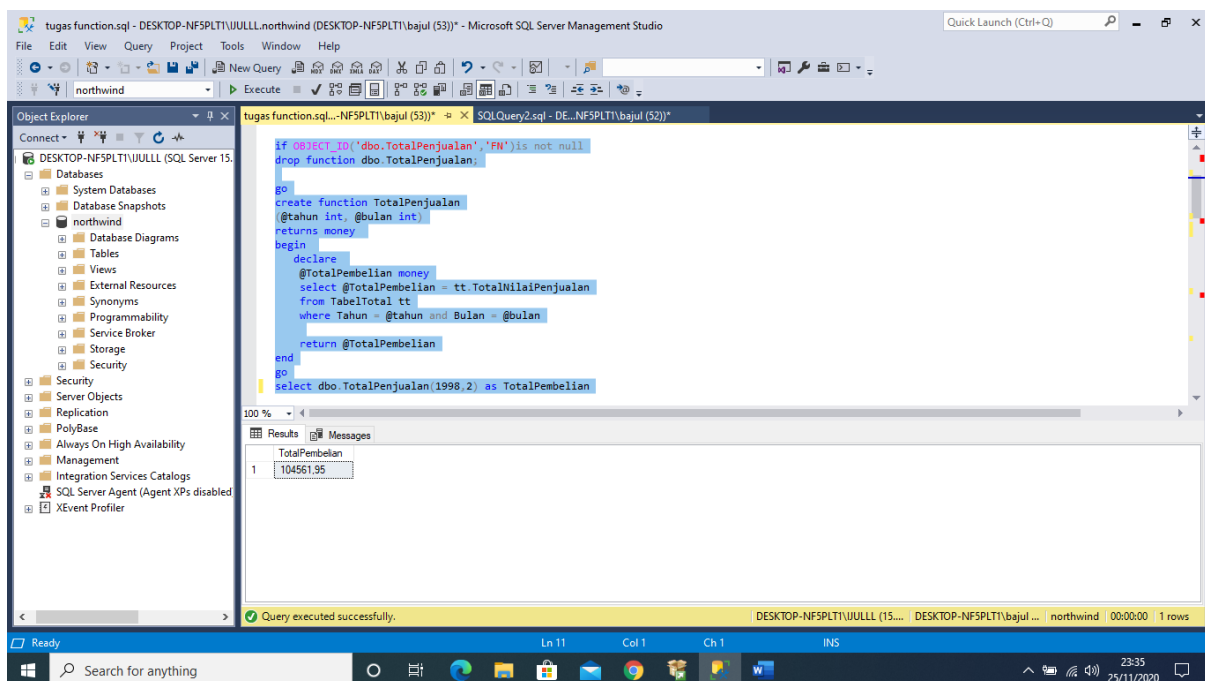 tugas function.sql - DESKTOP-NF5PLT1\IJULLL.northwind (DESKTOP-NF5PLT1\bajul (53))* - Microsoft SQL Server Management Studio
Quick Launch (Ctrl+Q)
File Edit View Query Project Tools Window Help
New Query
northwind
Execute
Object Explorer
Connect
DESKTOP-NF5PLT1\IJULLL (SQL Server 15.
Databases
System Databases
Database Snapshots
northwind
Database Diagrams
Tables
Views
External Resources
Synonyms
Programmability
Service Broker
Storage
Security
Security
Server Objects
Replication
PolyBase
Always On High Availability
Management
Integration Services Catalogs
SQL Server Agent (Agent XPs disabled
XEvent Profiler
tugas function.sql...-NF5PLT1\bajul (53))*
SQLQuery2.sql - DE...NF5PLT1\bajul (52))*
if OBJECT_ID('dbo.TotalPenjualan','FN')is not null
drop function dbo.TotalPenjualan;
go
create function TotalPenjualan
(@tahun int, @bulan int)
returns money
begin
declare
@TotalPembelian money
select @TotalPembelian = tt.TotalNilaiPenjualan
from TabelTotal tt
where Tahun = @tahun and Bulan = @bulan
return @TotalPembelian
end
go
select dbo.TotalPenjualan(1998,2) as TotalPembelian
100 %
Results Messages
TotalPembelian
1 104561,95
Query executed successfully.
DESKTOP-NF5PLT1\IJULLL (15.... DESKTOP-NF5PLT1\bajul ... northwind 00:00:00 1 rows
Ready Ln 11 Col 1 Ch 1 INS
Search for anything
23:35
25/11/2020